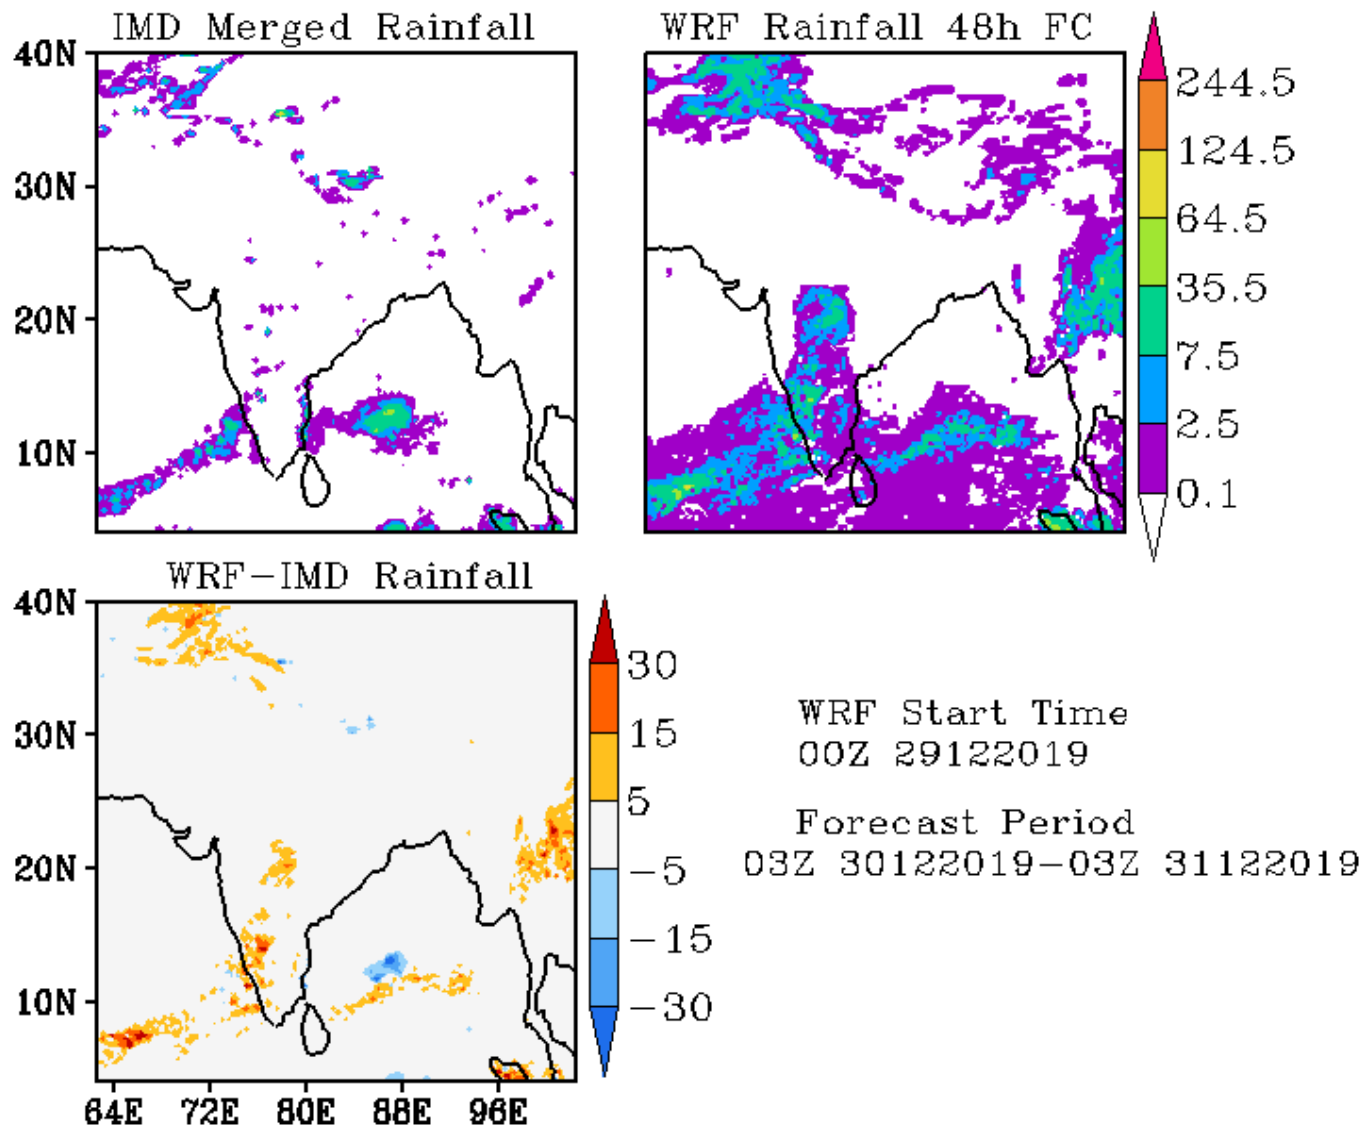 IMD Merged Rainfall
WRF Rainfall 48h FC
40N
30N
20N
10N
244.5
124.5
64.5
35.5
7.5
2.5
0.1
WRF-IMD Rainfall
40N
30N
20N
10N
64E 72E 80E 88E 96E
30
15
5
-5
-15
-30
WRF Start Time
00Z 29122019
Forecast Period
03Z 30122019-03Z 31122019